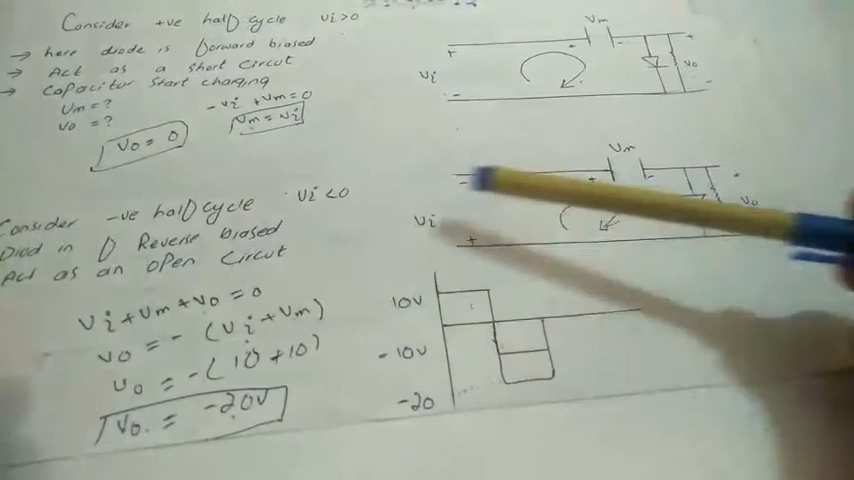 Consider +ve half cycle vi>0
→ here diode is forward biased
→ Act as a short Circut
→ Capacitor start charging
Vm = ?
vo = ?
-vi + vm = 0
Vm = vi
vo = 0
Consider -ve half cycle vi<0
Diod in D Reverse biased
Act as an open Circut
vi + vm + vo = 0
vo = - (vi + vm)
vo = -(10+10)
vo = -20V
Vm
+ + - +
vi vo
- -
Vm
- + - +
vi vo
+
10V
-10V
-20